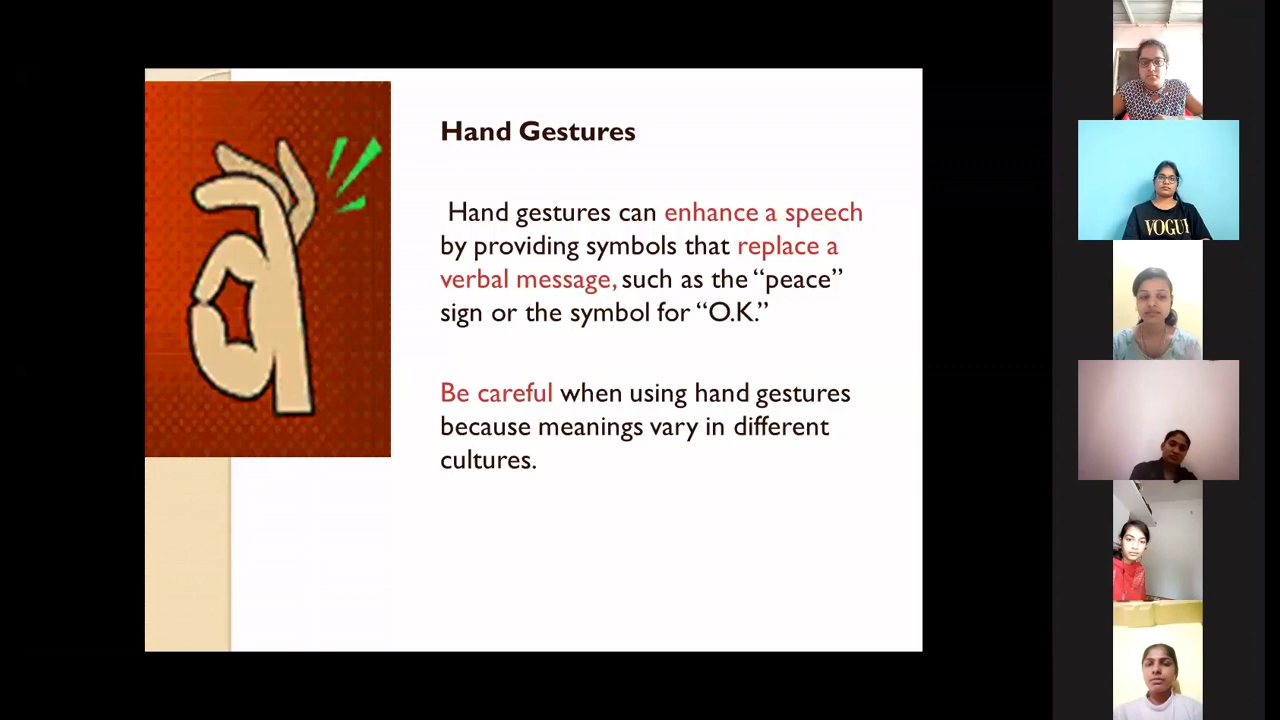 Hand Gestures
Hand gestures can enhance a speech
by providing symbols that replace a
verbal message, such as the “peace”
sign or the symbol for “O.K.”
Be careful when using hand gestures
because meanings vary in different
cultures.
VOGUE